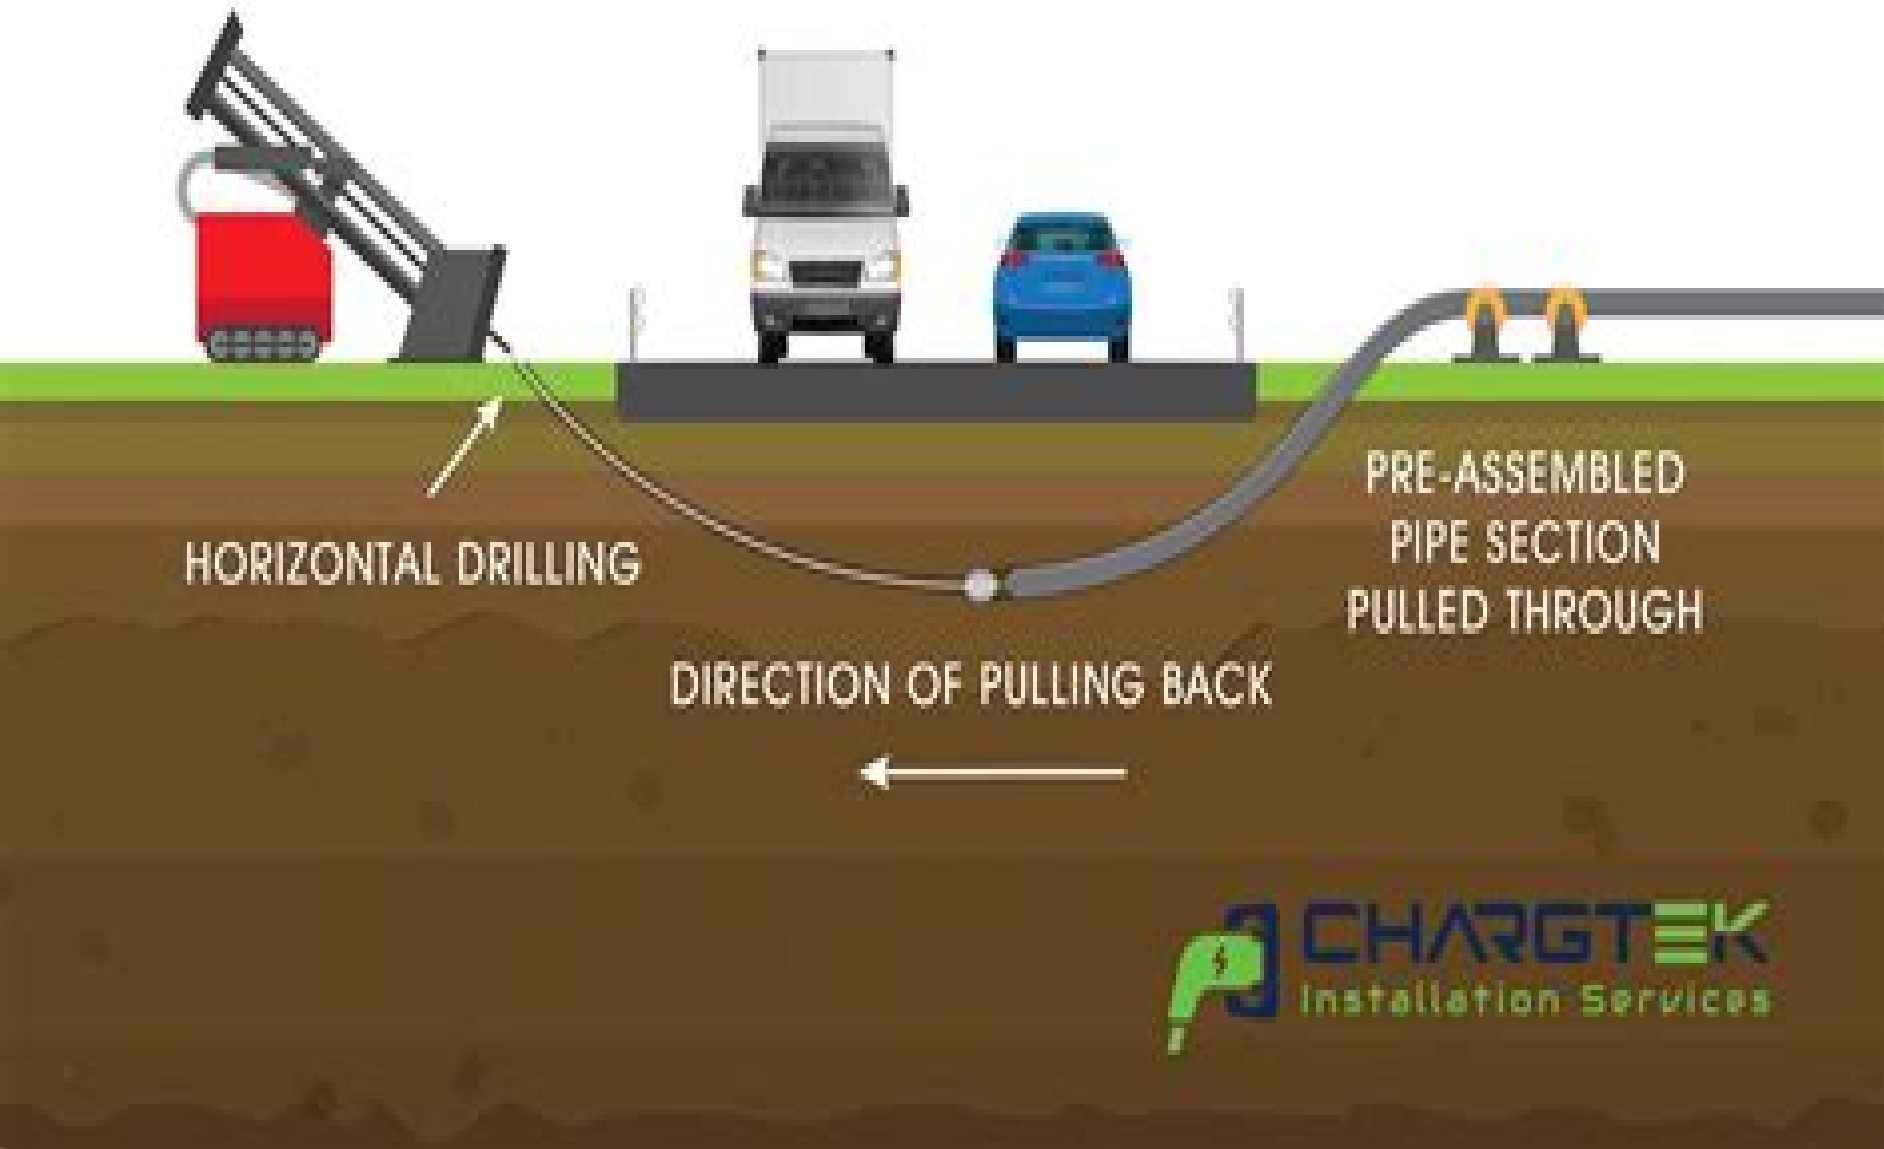 HORIZONTAL DRILLING
PRE-ASSEMBLED
PIPE SECTION
PULLED THROUGH
DIRECTION OF PULLING BACK
CHARGTEK
Installation Services